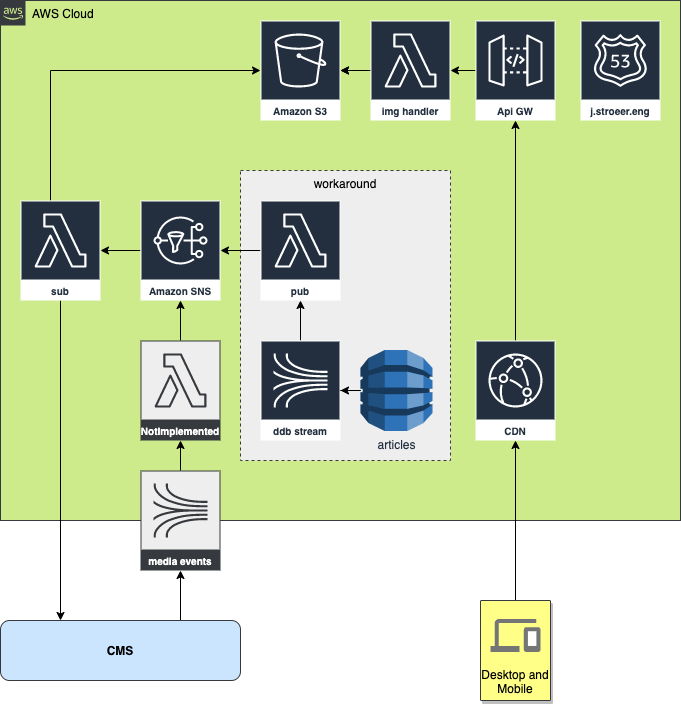 aws
AWS Cloud
Amazon S3
img handler
</>
Api GW
53
j.stroeer.eng
workaround
sub
Amazon SNS
pub
NotImplemented
ddb stream
articles
CDN
media events
CMS
Desktop and
Mobile